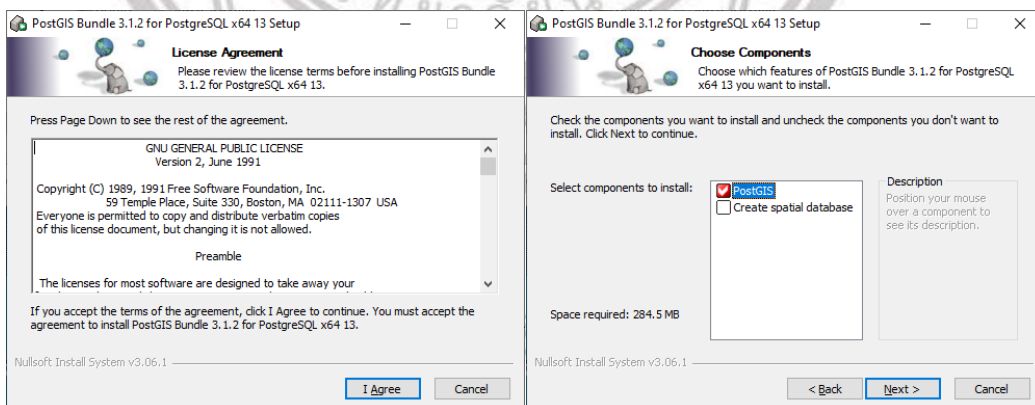 PostGIS Bundle 3.1.2 for PostgreSQL x64 13 Setup
License Agreement
Please review the license terms before installing PostGIS Bundle
3.1.2 for PostgreSQL x64 13.
Press Page Down to see the rest of the agreement.
GNU GENERAL PUBLIC LICENSE
Version 2, June 1991
Copyright (C) 1989, 1991 Free Software Foundation, Inc.
59 Temple Place, Suite 330, Boston, MA 02111-1307 USA
Everyone is permitted to copy and distribute verbatim copies
of this license document, but changing it is not allowed.
Preamble
The licenses for most software are designed to take away your
If you accept the terms of the agreement, click I Agree to continue. You must accept the
agreement to install PostGIS Bundle 3.1.2 for PostgreSQL x64 13.
Nullsoft Install System v3.06.1
I Agree
Cancel
PostGIS Bundle 3.1.2 for PostgreSQL x64 13 Setup
Choose Components
Choose which features of PostGIS Bundle 3.1.2 for PostgreSQL
x64 13 you want to install.
Check the components you want to install and uncheck the components you don't want to
install. Click Next to continue.
Select components to install:
PostGIS
Create spatial database
Description
Position your mouse
over a component to
see its description.
Space required: 284.5 MB
Nullsoft Install System v3.06.1
< Back
Next >
Cancel